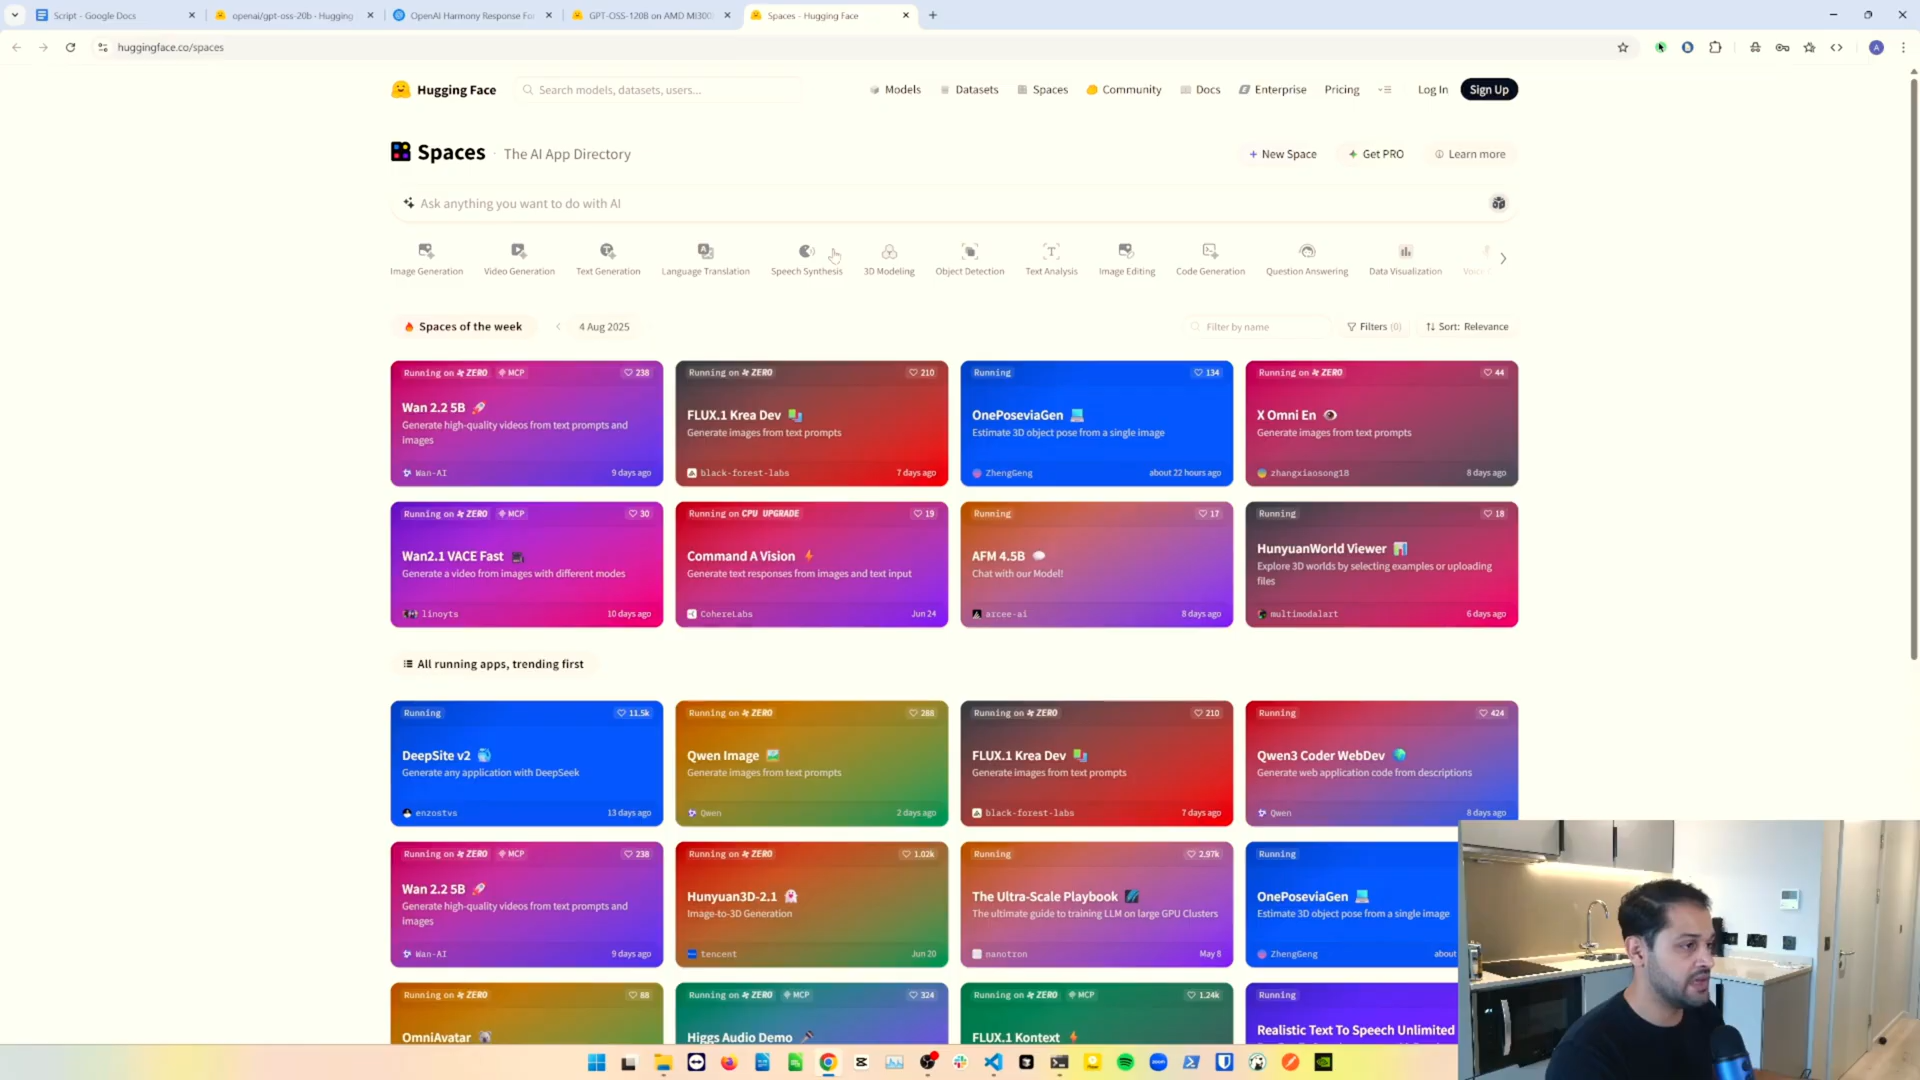 Script - Google Docs
openai/gpt-oss-20b · Hugging
OpenAI Harmony Response For
GPT-OSS-120B on AMD MI300
Spaces - Hugging Face
huggingface.co/spaces
A
Hugging Face
Search models, datasets, users...
Models
Datasets
Spaces
Community
Docs
Enterprise
Pricing
Log In
Sign Up
Spaces · The AI App Directory
+ New Space
Get PRO
Learn more
Ask anything you want to do with AI
Image Generation
Video Generation
Text Generation
Language Translation
Speech Synthesis
3D Modeling
Object Detection
Text Analysis
Image Editing
Code Generation
Question Answering
Data Visualization
Spaces of the week
4 Aug 2025
Filter by name
Filters (0)
Sort: Relevance
Running on ZERO MCP 238
Wan 2.2 5B
Generate high-quality videos from text prompts and
images
Wan-AI 9 days ago
Running on ZERO 210
FLUX.1 Krea Dev
Generate images from text prompts
black-forest-labs 7 days ago
Running 134
OnePoseviaGen
Estimate 3D object pose from a single image
ZhengGeng about 22 hours ago
Running on ZERO 44
X Omni En
Generate images from text prompts
zhangxiaosong18 8 days ago
Running on ZERO MCP 30
Wan2.1 VACE Fast
Generate a video from images with different modes
linoyts 10 days ago
Running on CPU UPGRADE 19
Command A Vision
Generate text responses from images and text input
CohereLabs Jun 24
Running 17
AFM 4.5B
Chat with our Model!
arcee-ai 8 days ago
Running 18
HunyuanWorld Viewer
Explore 3D worlds by selecting examples or uploading
files
multimodalart 6 days ago
All running apps, trending first
Running 11.5k
DeepSite v2
Generate any application with DeepSeek
enzostvs 13 days ago
Running on ZERO 288
Qwen Image
Generate images from text prompts
Qwen 2 days ago
Running on ZERO 210
FLUX.1 Krea Dev
Generate images from text prompts
black-forest-labs 7 days ago
Running 424
Qwen3 Coder WebDev
Generate web application code from descriptions
Qwen 8 days ago
Running on ZERO MCP 238
Wan 2.2 5B
Generate high-quality videos from text prompts and
images
Wan-AI 9 days ago
Running on ZERO 1.02k
Hunyuan3D-2.1
Image-to-3D Generation
tencent Jun 20
Running 2.97k
The Ultra-Scale Playbook
The ultimate guide to training LLM on large GPU Clusters
nanotron May 8
Running
OnePoseviaGen
Estimate 3D object pose from a single image
ZhengGeng about
Running on ZERO 88
OmniAvatar
Running on ZERO MCP 324
Higgs Audio Demo
Running on ZERO MCP 1.24k
FLUX.1 Kontext
Running
Realistic Text To Speech Unlimited